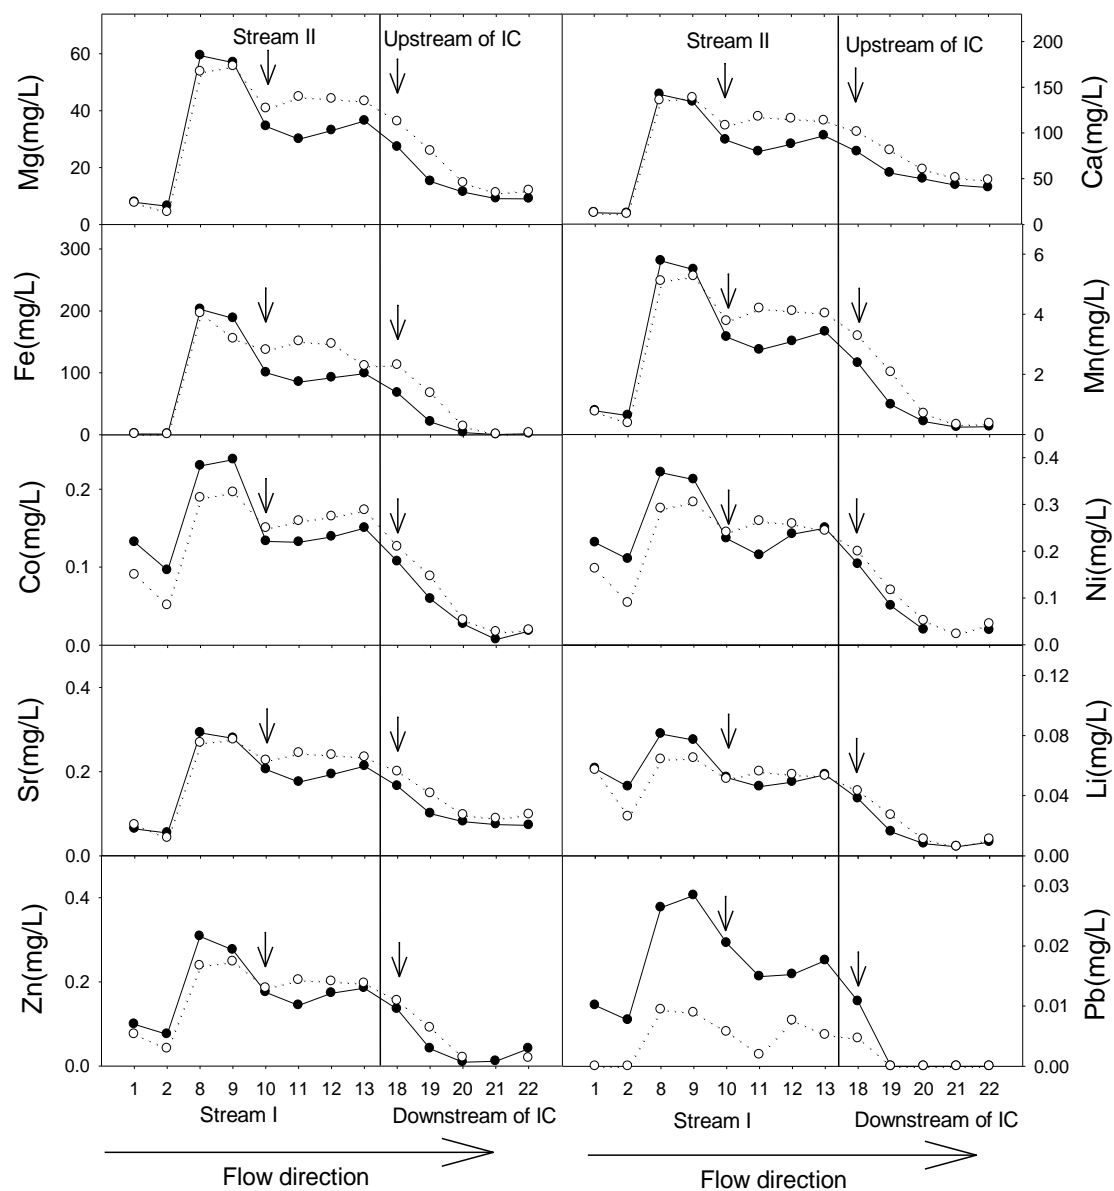 Stream II
Upstream of IC
Mg(mg/L)
60
40
20
0
Stream II
Upstream of IC
Ca(mg/L)
200
150
100
50
0
Fe(mg/L)
300
200
100
0
Mn(mg/L)
6
4
2
0
Co(mg/L)
0.2
0.1
0.0
Ni(mg/L)
0.4
0.3
0.2
0.1
0.0
Sr(mg/L)
0.4
0.2
0.0
Li(mg/L)
0.12
0.08
0.04
0.00
Zn(mg/L)
0.4
0.2
0.0
Pb(mg/L)
0.03
0.02
0.01
0.00
1 2 8 9 10 11 12 13 18 19 20 21 22
1 2 8 9 10 11 12 13 18 19 20 21 22
Stream I
Downstream of IC
Stream I
Downstream of IC
Flow direction
Flow direction